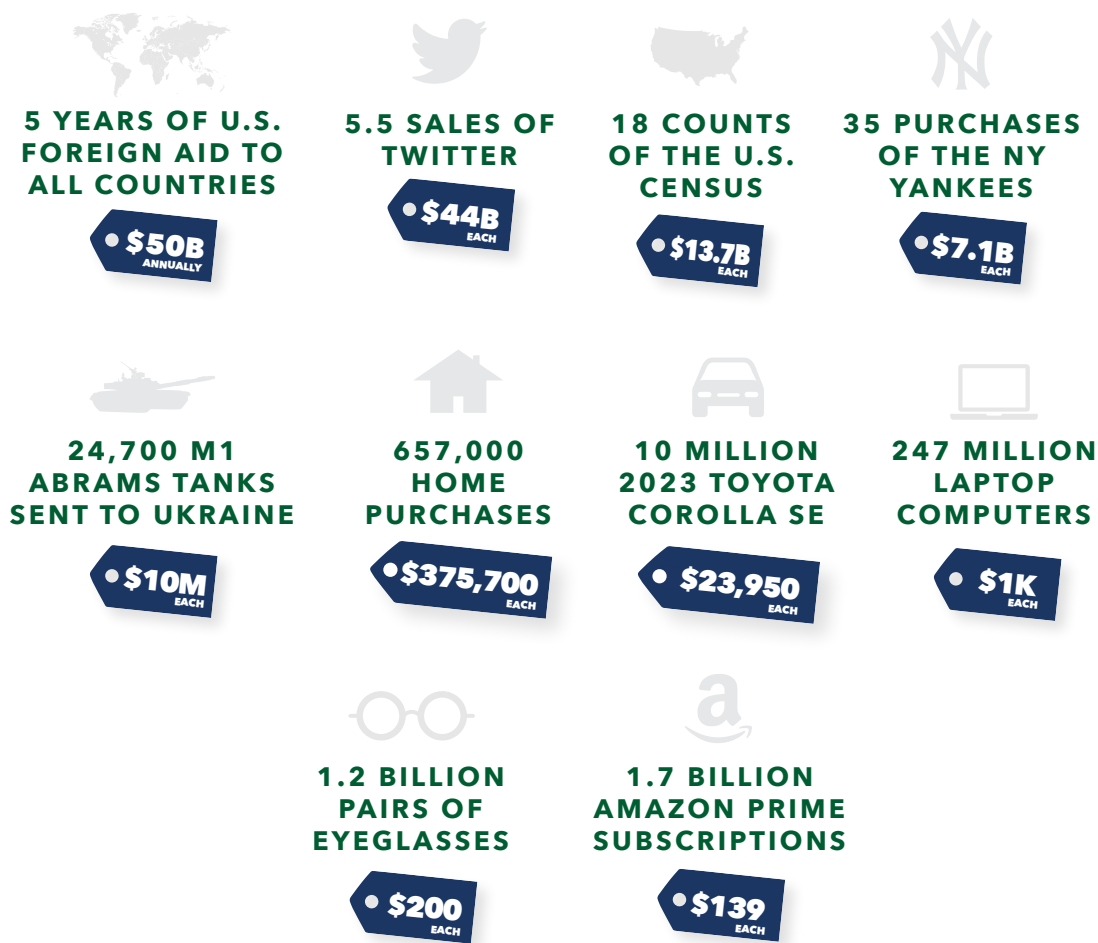 5 YEARS OF U.S.
FOREIGN AID TO
ALL COUNTRIES
$50B
ANNUALLY
5.5 SALES OF
TWITTER
$44B
EACH
18 COUNTS
OF THE U.S.
CENSUS
$13.7B
EACH
35 PURCHASES
OF THE NY
YANKEES
$7.1B
EACH
24,700 M1
ABRAMS TANKS
SENT TO UKRAINE
$10M
EACH
657,000
HOME
PURCHASES
$375,700
EACH
10 MILLION
2023 TOYOTA
COROLLA SE
$23,950
EACH
247 MILLION
LAPTOP
COMPUTERS
$1K
EACH
1.2 BILLION
PAIRS OF
EYEGLASSES
$200
EACH
a
1.7 BILLION
AMAZON PRIME
SUBSCRIPTIONS
$139
EACH